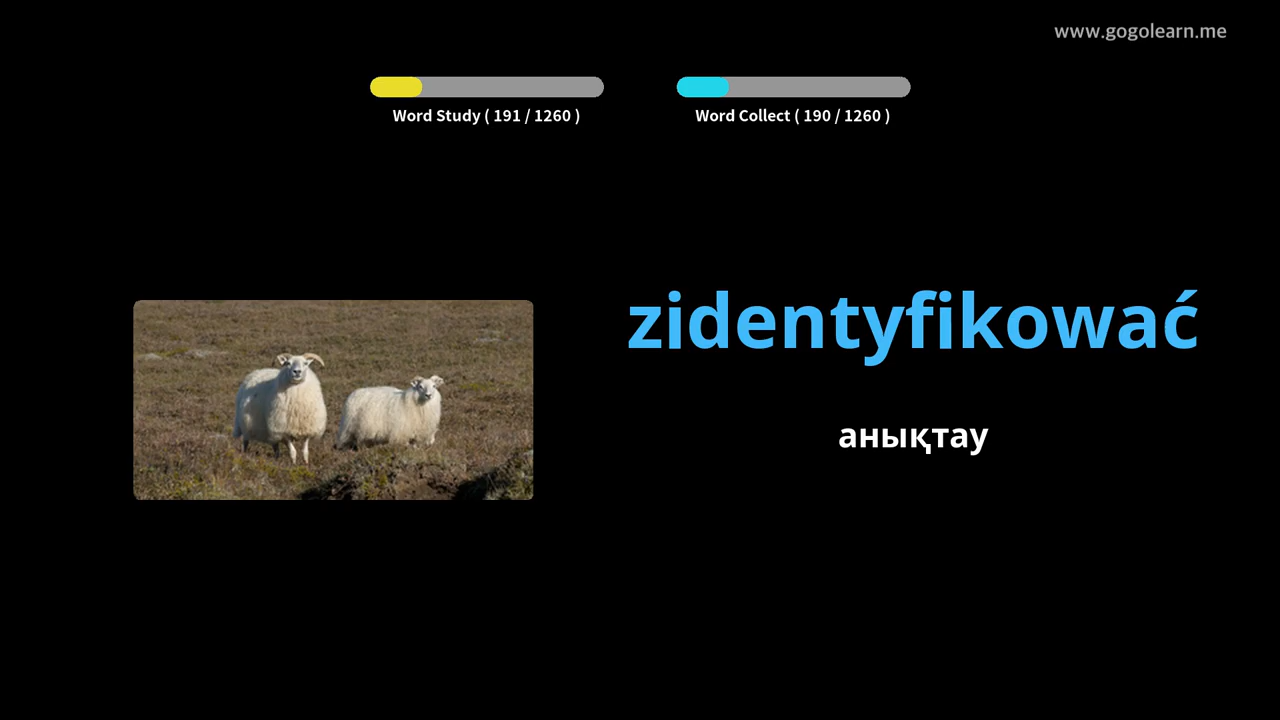 www.gogolearn.me
Word Study ( 191 / 1260 )
Word Collect ( 190 / 1260 )
zidentyfikować
анықтау